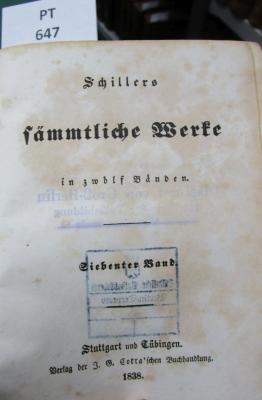 PT
647
Schillers
sämmtliche Werke
in zwölf Bänden.
Siebenter Band.
Stuttgart und Tübingen.
Verlag der J. G. Cotta'schen Buchhandlung.
1838.